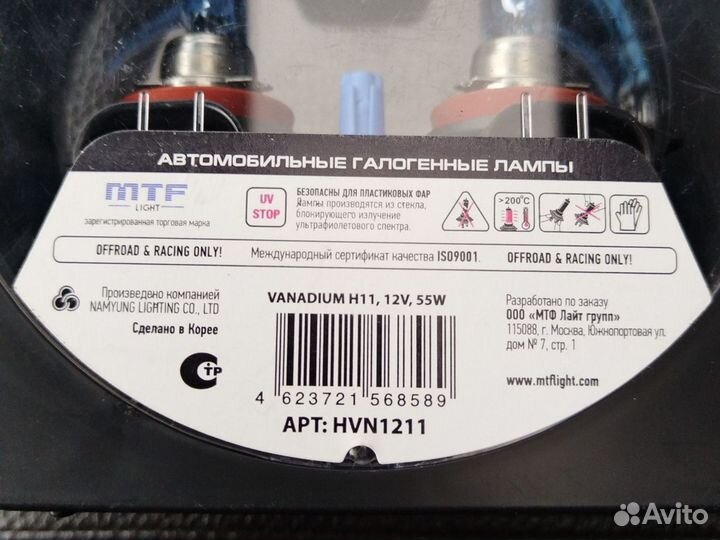 АВТОМОБИЛЬНЫЕ ГАЛОГЕННЫЕ ЛАМПЫ
MTF
LIGHT
зарегистрированная торговая марка
UV
STOP
БЕЗОПАСНЫ ДЛЯ ПЛАСТИКОВЫХ ФАР
Лампы производятся из стекла,
блокирующего излучение
ультрафиолетового спектра.
>200°C
OFFROAD & RACING ONLY!
Международный сертификат качества ISO9001.
OFFROAD & RACING ONLY!
Произведено компанией
NAMYUNG LIGHTING CO., LTD
Сделано в Корее
VANADIUM H11, 12V, 55W
Разработано по заказу
ООО «МТФ Лайт групп»
115088, г. Москва, Южнопортовая ул.
дом № 7, стр. 1
www.mtflight.com
СТР
4 623721 568589
АРТ: HVN1211
Avito